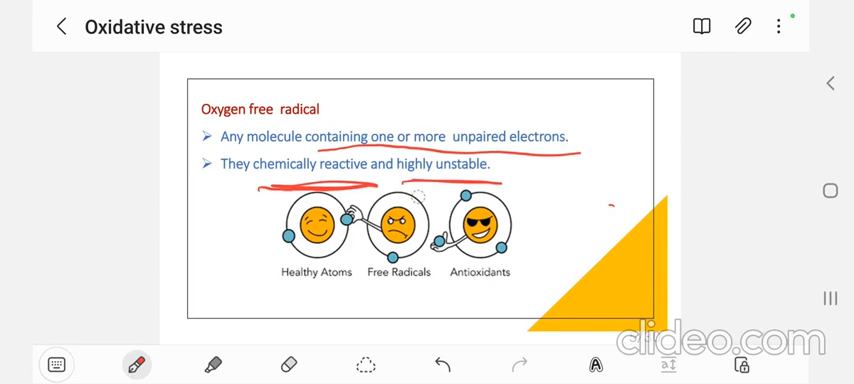 Oxidative stress
Oxygen free radical
➢ Any molecule containing one or more unpaired electrons.
➢ They chemically reactive and highly unstable.
Healthy Atoms Free Radicals Antioxidants
clideo.com